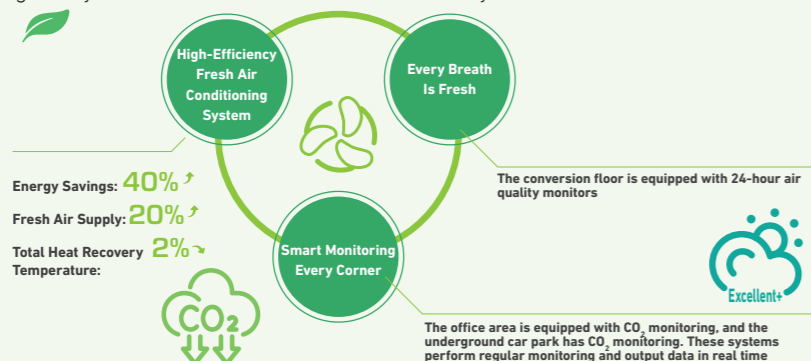 High-Efficiency
Fresh Air
Conditioning
System
Every Breath
Is Fresh
Energy Savings: 40%
Fresh Air Supply: 20%
Total Heat Recovery 2%
Temperature:
CO₂
The conversion floor is equipped with 24-hour air
quality monitors
Excellent+
Smart Monitoring
Every Corner
The office area is equipped with CO₂ monitoring, and the
underground car park has CO₂ monitoring. These systems
perform regular monitoring and output data in real time